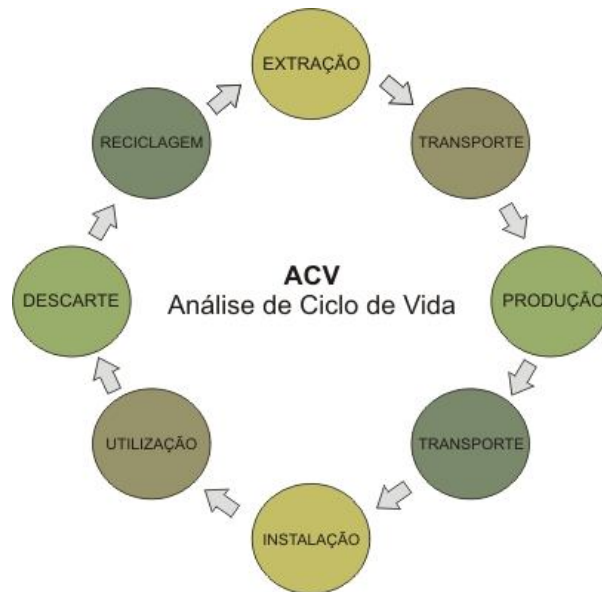 EXTRAÇÃO
TRANSPORTE
PRODUÇÃO
TRANSPORTE
INSTALAÇÃO
UTILIZAÇÃO
DESCARTE
RECICLAGEM
ACV
Análise de Ciclo de Vida